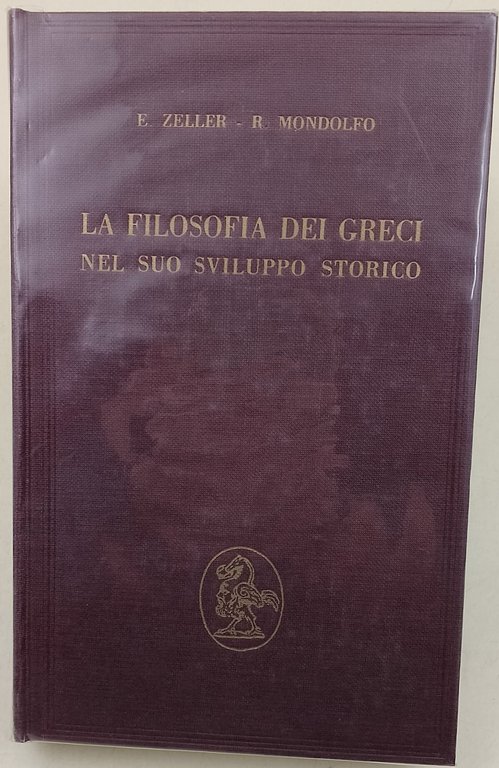 E. ZELLER - R. MONDOLFO
LA FILOSOFIA DEI GRECI
NEL SUO SVILUPPO STORICO